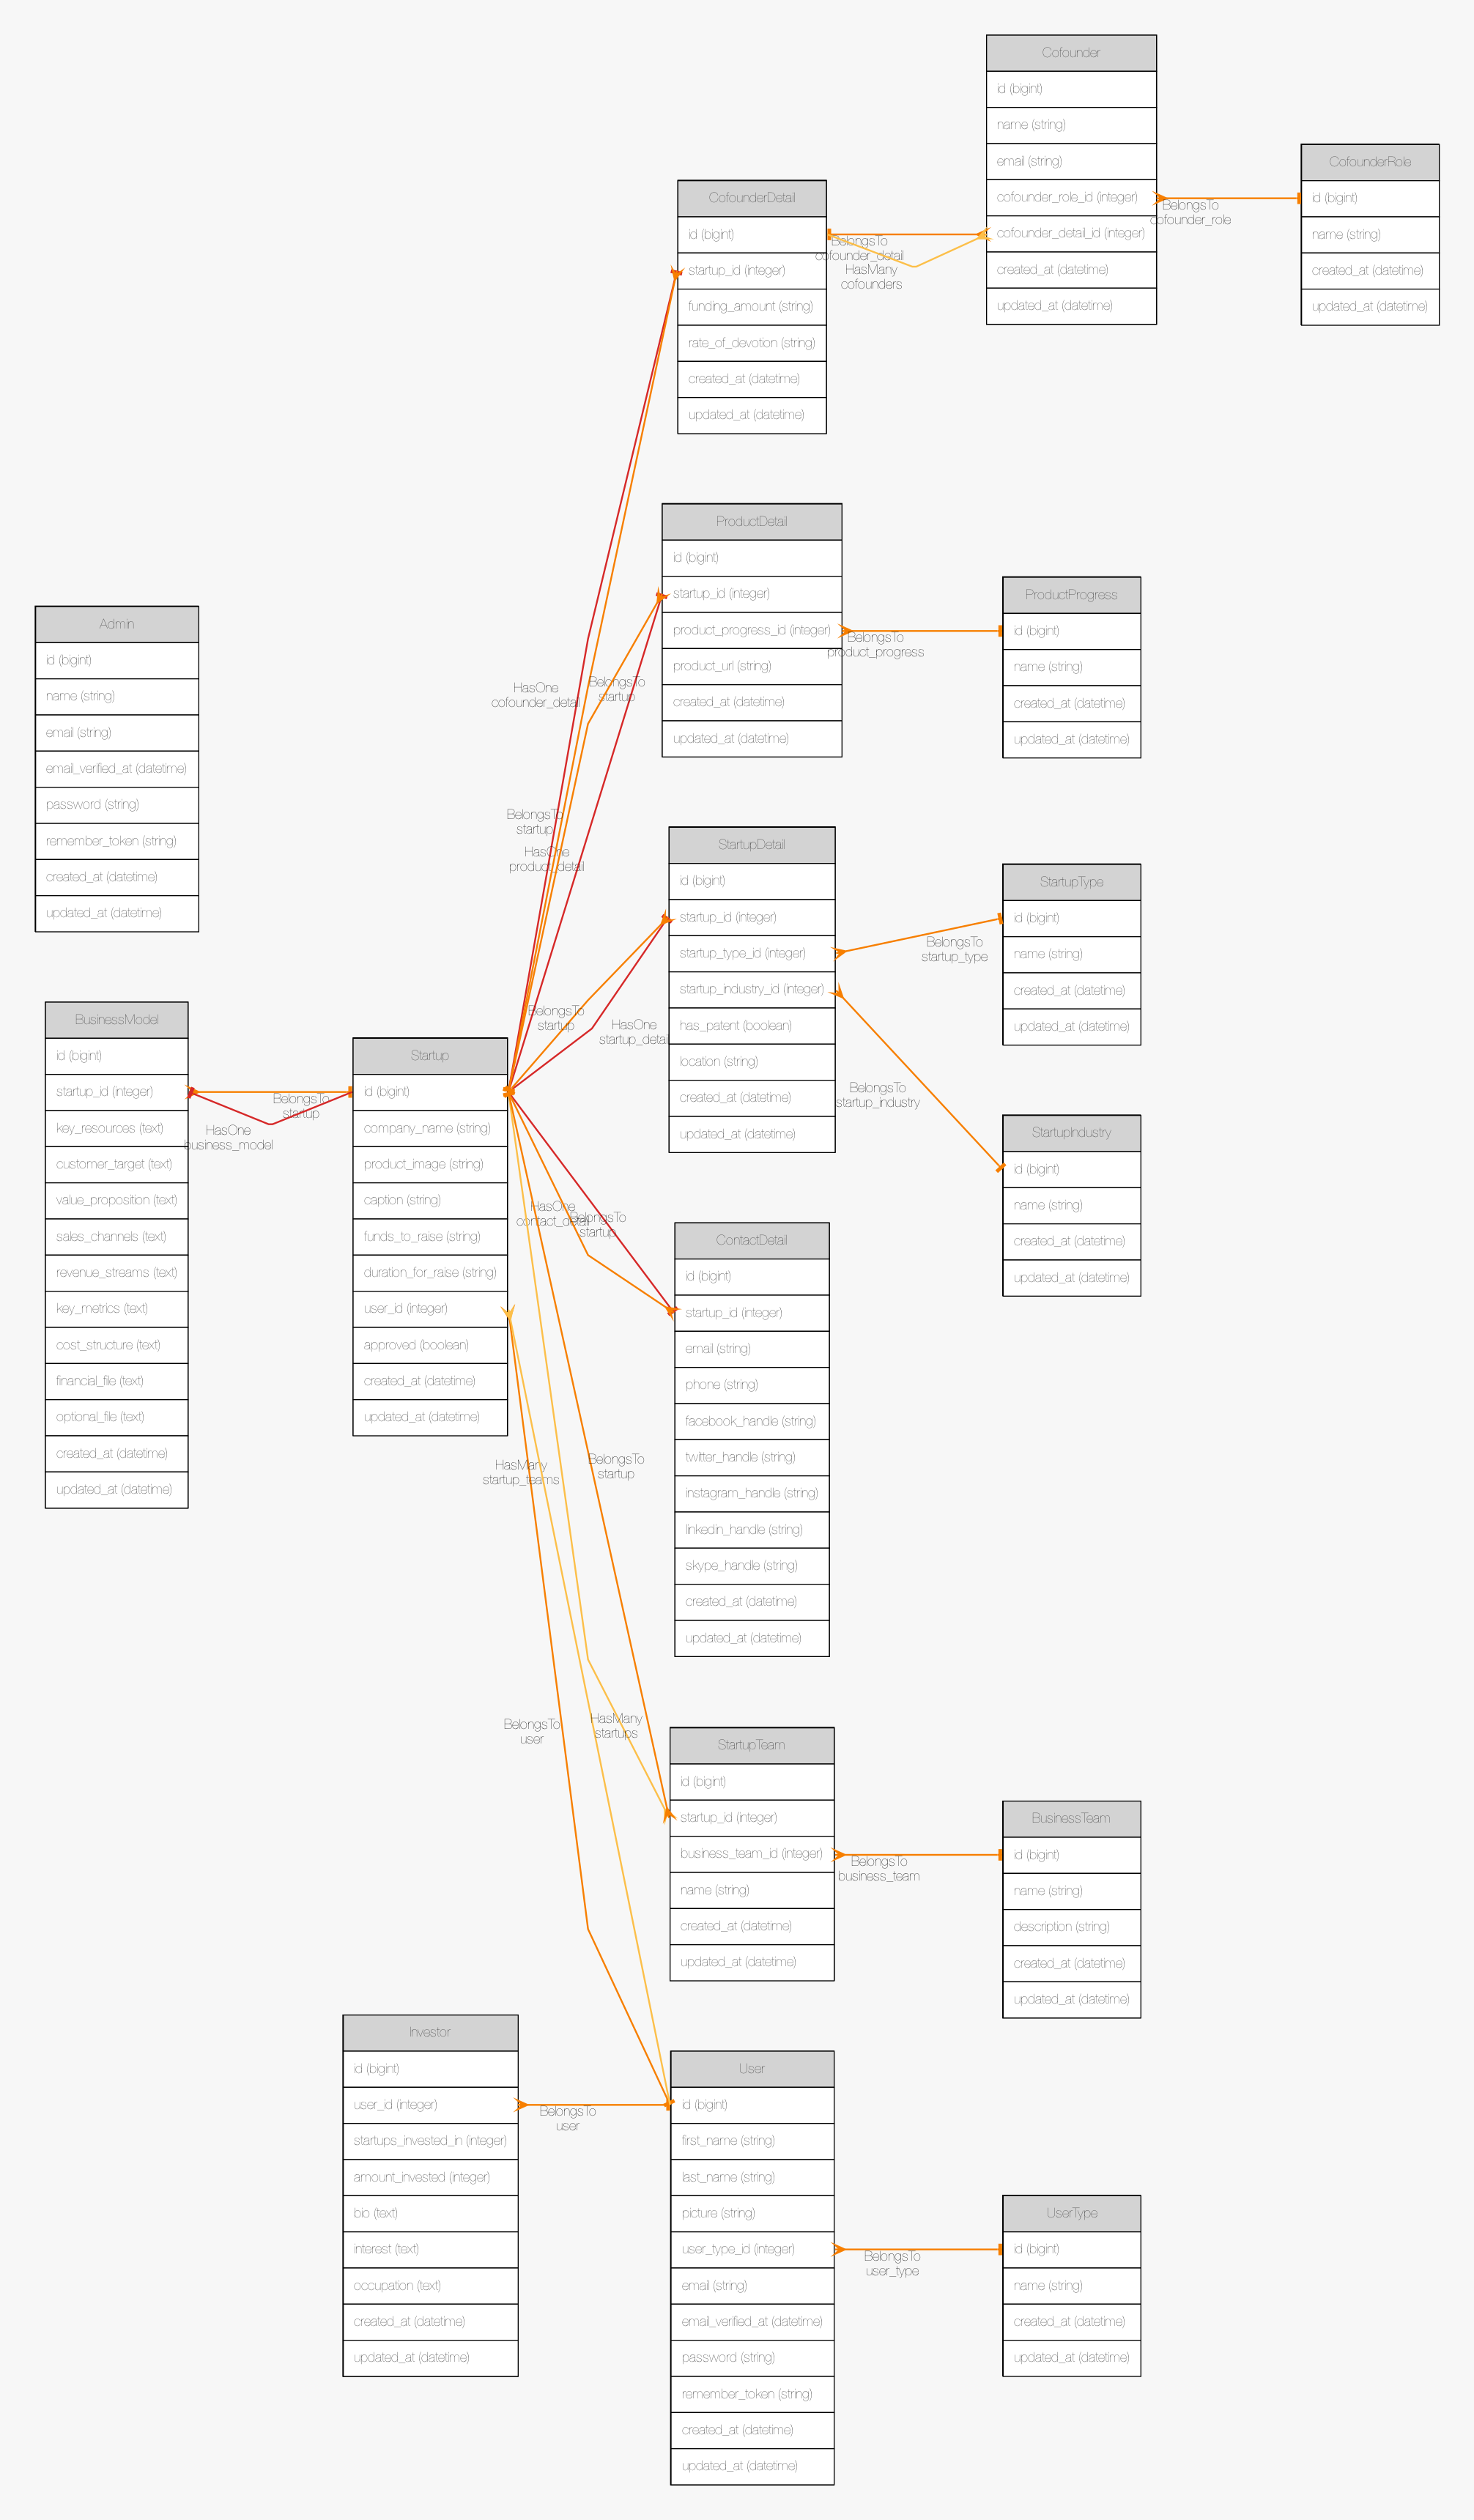 Cofounder
id (bigint)
name (string)
email (string)
cofounder_role_id (integer)
cofounder_detail_id (integer)
created_at (datetime)
updated_at (datetime)
CofounderRole
id (bigint)
name (string)
created_at (datetime)
updated_at (datetime)
BelongsTo
cofounder_role
CofounderDetail
id (bigint)
startup_id (integer)
funding_amount (string)
rate_of_devotion (string)
created_at (datetime)
updated_at (datetime)
BelongsTo
cofounder_detail
HasMany
cofounders
ProductDetail
id (bigint)
startup_id (integer)
product_progress_id (integer)
product_url (string)
created_at (datetime)
updated_at (datetime)
BelongsTo
product_progress
ProductProgress
id (bigint)
name (string)
created_at (datetime)
updated_at (datetime)
Admin
id (bigint)
name (string)
email (string)
email_verified_at (datetime)
password (string)
remember_token (string)
created_at (datetime)
updated_at (datetime)
HasOne
cofounder_detail
BelongsTo
startup
BelongsTo
startup
HasOne
product_detail
StartupDetail
id (bigint)
startup_id (integer)
startup_type_id (integer)
startup_industry_id (integer)
has_patent (boolean)
location (string)
created_at (datetime)
updated_at (datetime)
StartupType
id (bigint)
name (string)
created_at (datetime)
updated_at (datetime)
BelongsTo
startup_type
BelongsTo
startup_industry
StartupIndustry
id (bigint)
name (string)
created_at (datetime)
updated_at (datetime)
BelongsTo
startup
HasOne
startup_detail
BusinessModel
id (bigint)
startup_id (integer)
key_resources (text)
customer_target (text)
value_proposition (text)
sales_channels (text)
revenue_streams (text)
key_metrics (text)
cost_structure (text)
financial_file (text)
optional_file (text)
created_at (datetime)
updated_at (datetime)
BelongsTo
startup
HasOne
business_model
Startup
id (bigint)
company_name (string)
product_image (string)
caption (string)
funds_to_raise (string)
duration_for_raise (string)
user_id (integer)
approved (boolean)
created_at (datetime)
updated_at (datetime)
HasOne
contact_detail
BelongsTo
startup
ContactDetail
id (bigint)
startup_id (integer)
email (string)
phone (string)
facebook_handle (string)
twitter_handle (string)
instagram_handle (string)
linkedin_handle (string)
skype_handle (string)
created_at (datetime)
updated_at (datetime)
HasMany
startup_teams
BelongsTo
startup
BelongsTo
user
HasMany
startups
StartupTeam
id (bigint)
startup_id (integer)
business_team_id (integer)
name (string)
created_at (datetime)
updated_at (datetime)
BelongsTo
business_team
BusinessTeam
id (bigint)
name (string)
description (string)
created_at (datetime)
updated_at (datetime)
Investor
id (bigint)
user_id (integer)
startups_invested_in (integer)
amount_invested (integer)
bio (text)
interest (text)
occupation (text)
created_at (datetime)
updated_at (datetime)
BelongsTo
user
User
id (bigint)
first_name (string)
last_name (string)
picture (string)
user_type_id (integer)
email (string)
email_verified_at (datetime)
password (string)
remember_token (string)
created_at (datetime)
updated_at (datetime)
BelongsTo
user_type
UserType
id (bigint)
name (string)
created_at (datetime)
updated_at (datetime)